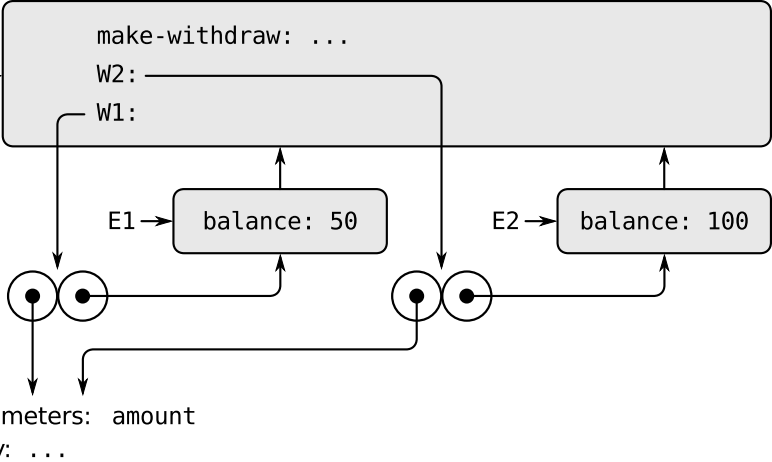 make-withdraw: ...
W2:
W1:
E1
balance: 50
E2
balance: 100
meters: amount
: ...